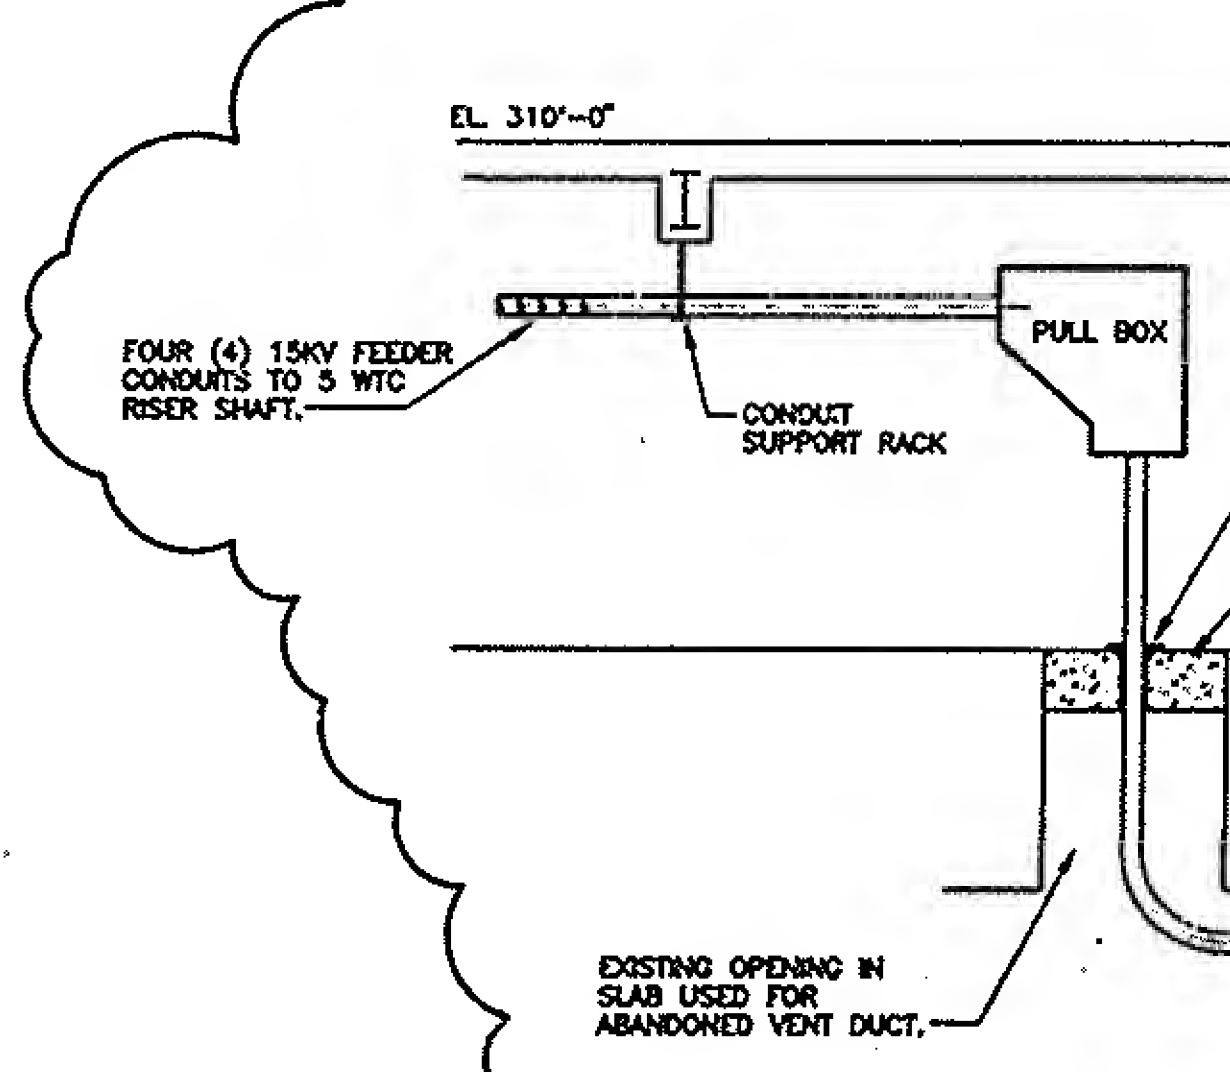 EL. 310'-0"
PULL BOX
FOUR (4) 15KV FEEDER
CONDUITS TO 5 WTC
RISER SHAFT.
CONDUIT
SUPPORT RACK
EXISTING OPENING IN
SLAB USED FOR
ABANDONED VENT DUCT.